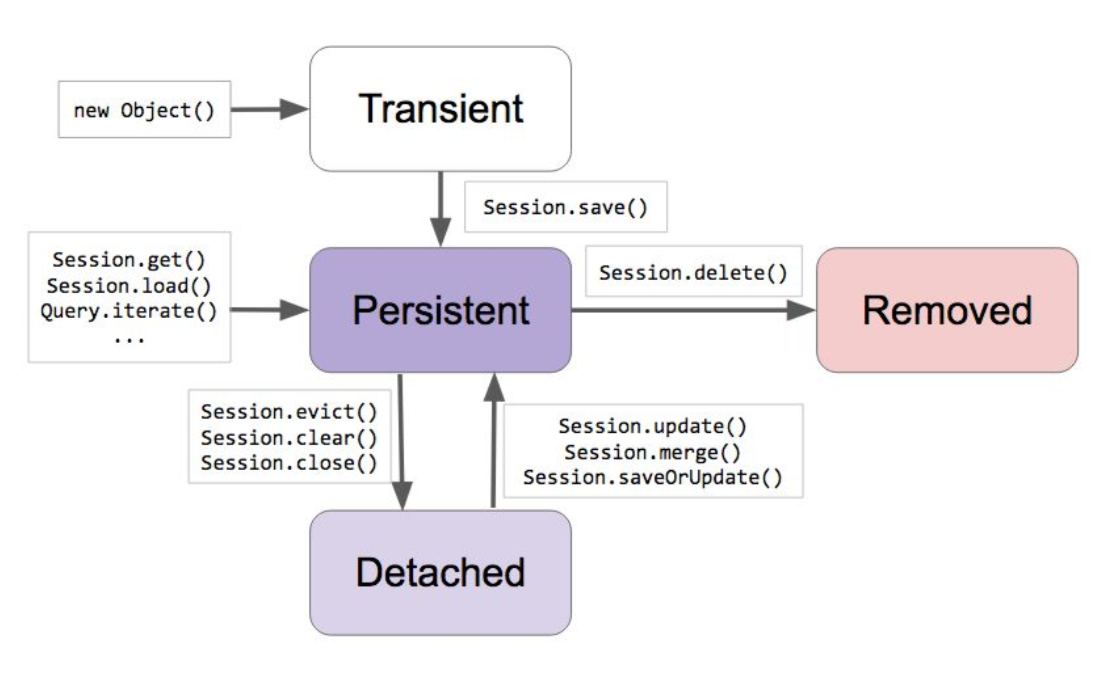 new Object()
Transient
Session.save()
Session.get()
Session.load()
Query.iterate()
...
Persistent
Session.delete()
Removed
Session.evict()
Session.clear()
Session.close()
Session.update()
Session.merge()
Session.saveOrUpdate()
Detached